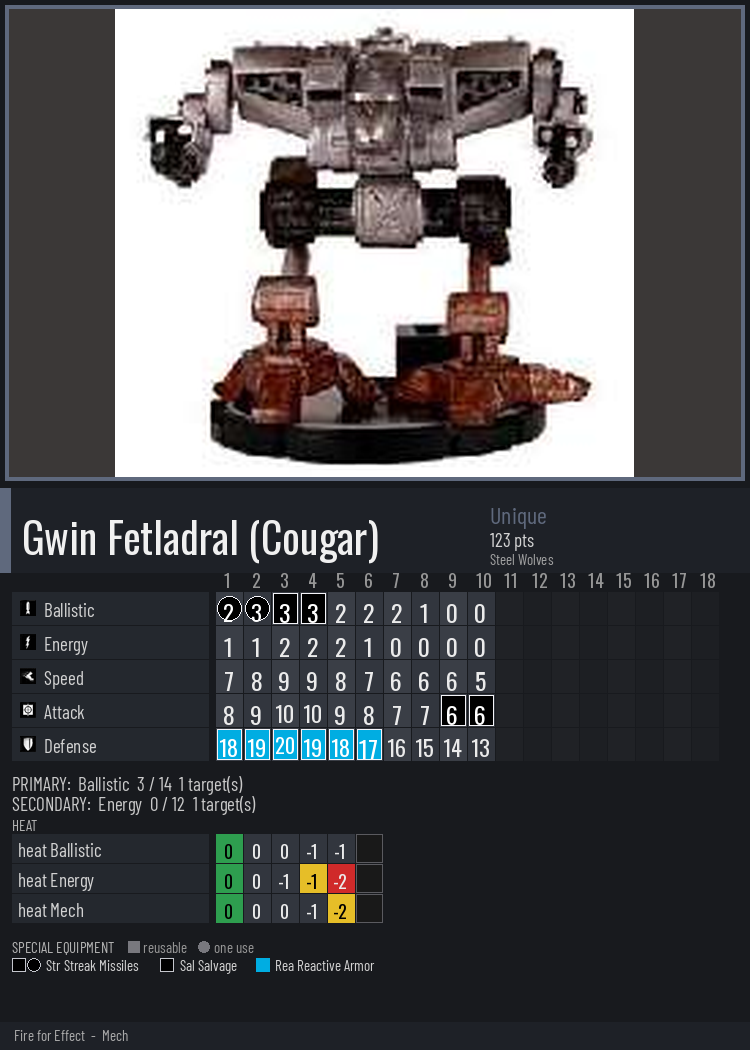 Gwin Fetladral (Cougar)
Unique
123 pts
Steel Wolves
1 2 3 4 5 6 7 8 9 10 11 12 13 14 15 16 17 18
Ballistic 2 3 3 3 2 2 2 1 0 0
Energy 1 1 2 2 2 1 0 0 0 0
Speed 7 8 9 9 8 7 6 6 6 5
Attack 8 9 10 10 9 8 7 7 6 6
Defense 18 19 20 19 18 17 16 15 14 13
PRIMARY: Ballistic 3 / 14 1 target(s)
SECONDARY: Energy 0 / 12 1 target(s)
HEAT
heat Ballistic 0 0 0 -1 -1
heat Energy 0 0 -1 -1 -2
heat Mech 0 0 0 -1 -2
SPECIAL EQUIPMENT reusable one use
Str Streak Missiles Sal Salvage Rea Reactive Armor
Fire for Effect - Mech